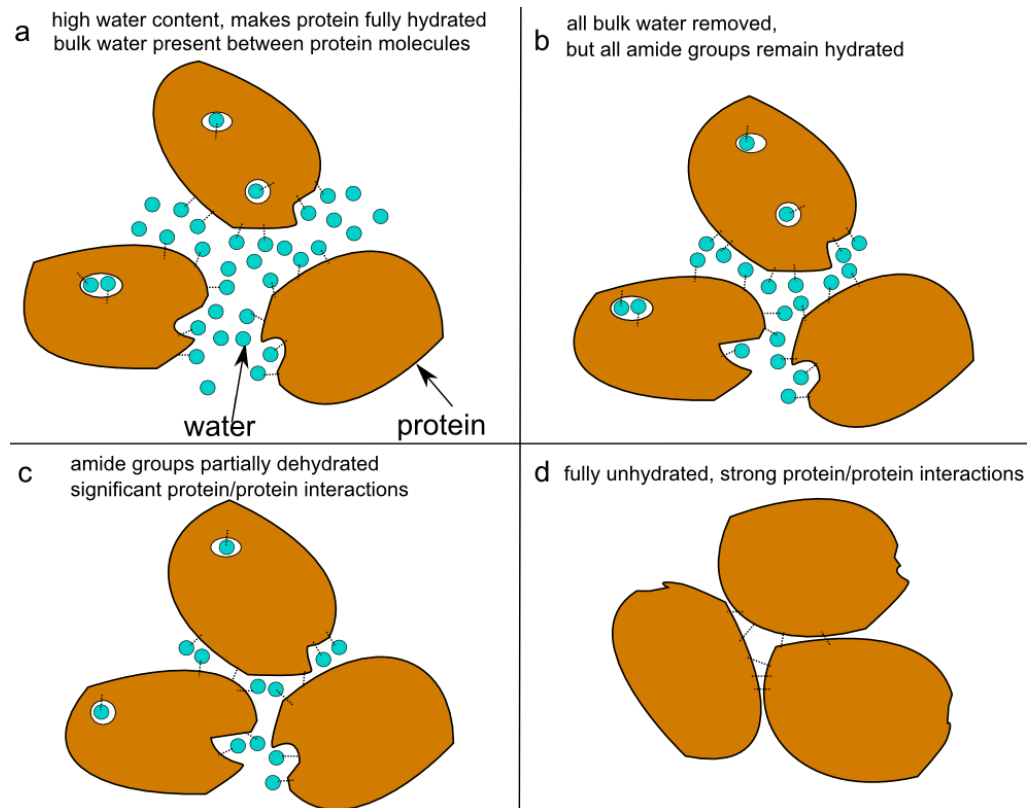 a
high water content, makes protein fully hydrated
bulk water present between protein molecules
water
protein
b
all bulk water removed,
but all amide groups remain hydrated
c
amide groups partially dehydrated
significant protein/protein interactions
d
fully unhydrated, strong protein/protein interactions